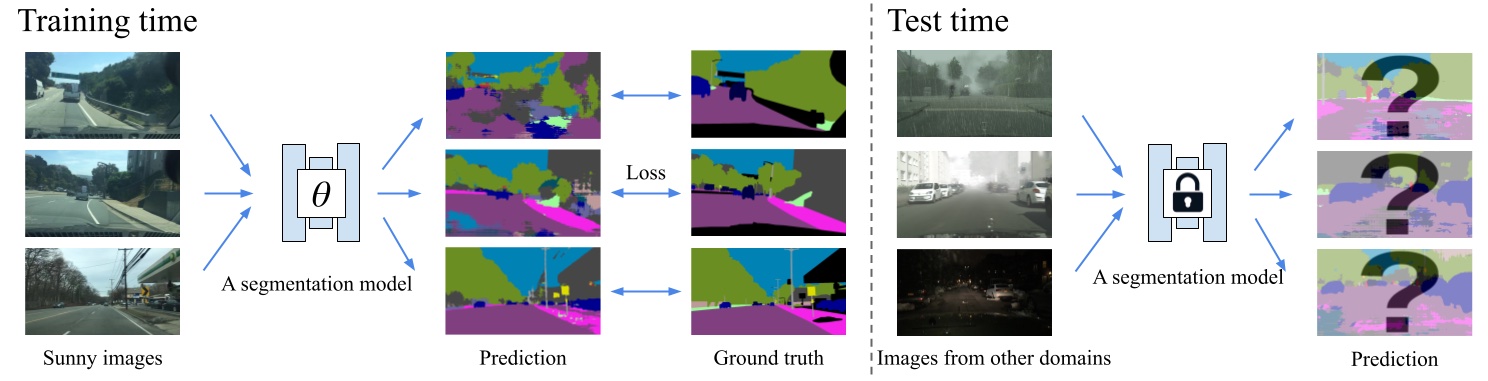 Training time
Test time
θ
Loss
A segmentation model
A segmentation model
Sunny images
Prediction
Ground truth
Images from other domains
Prediction
?
?
?